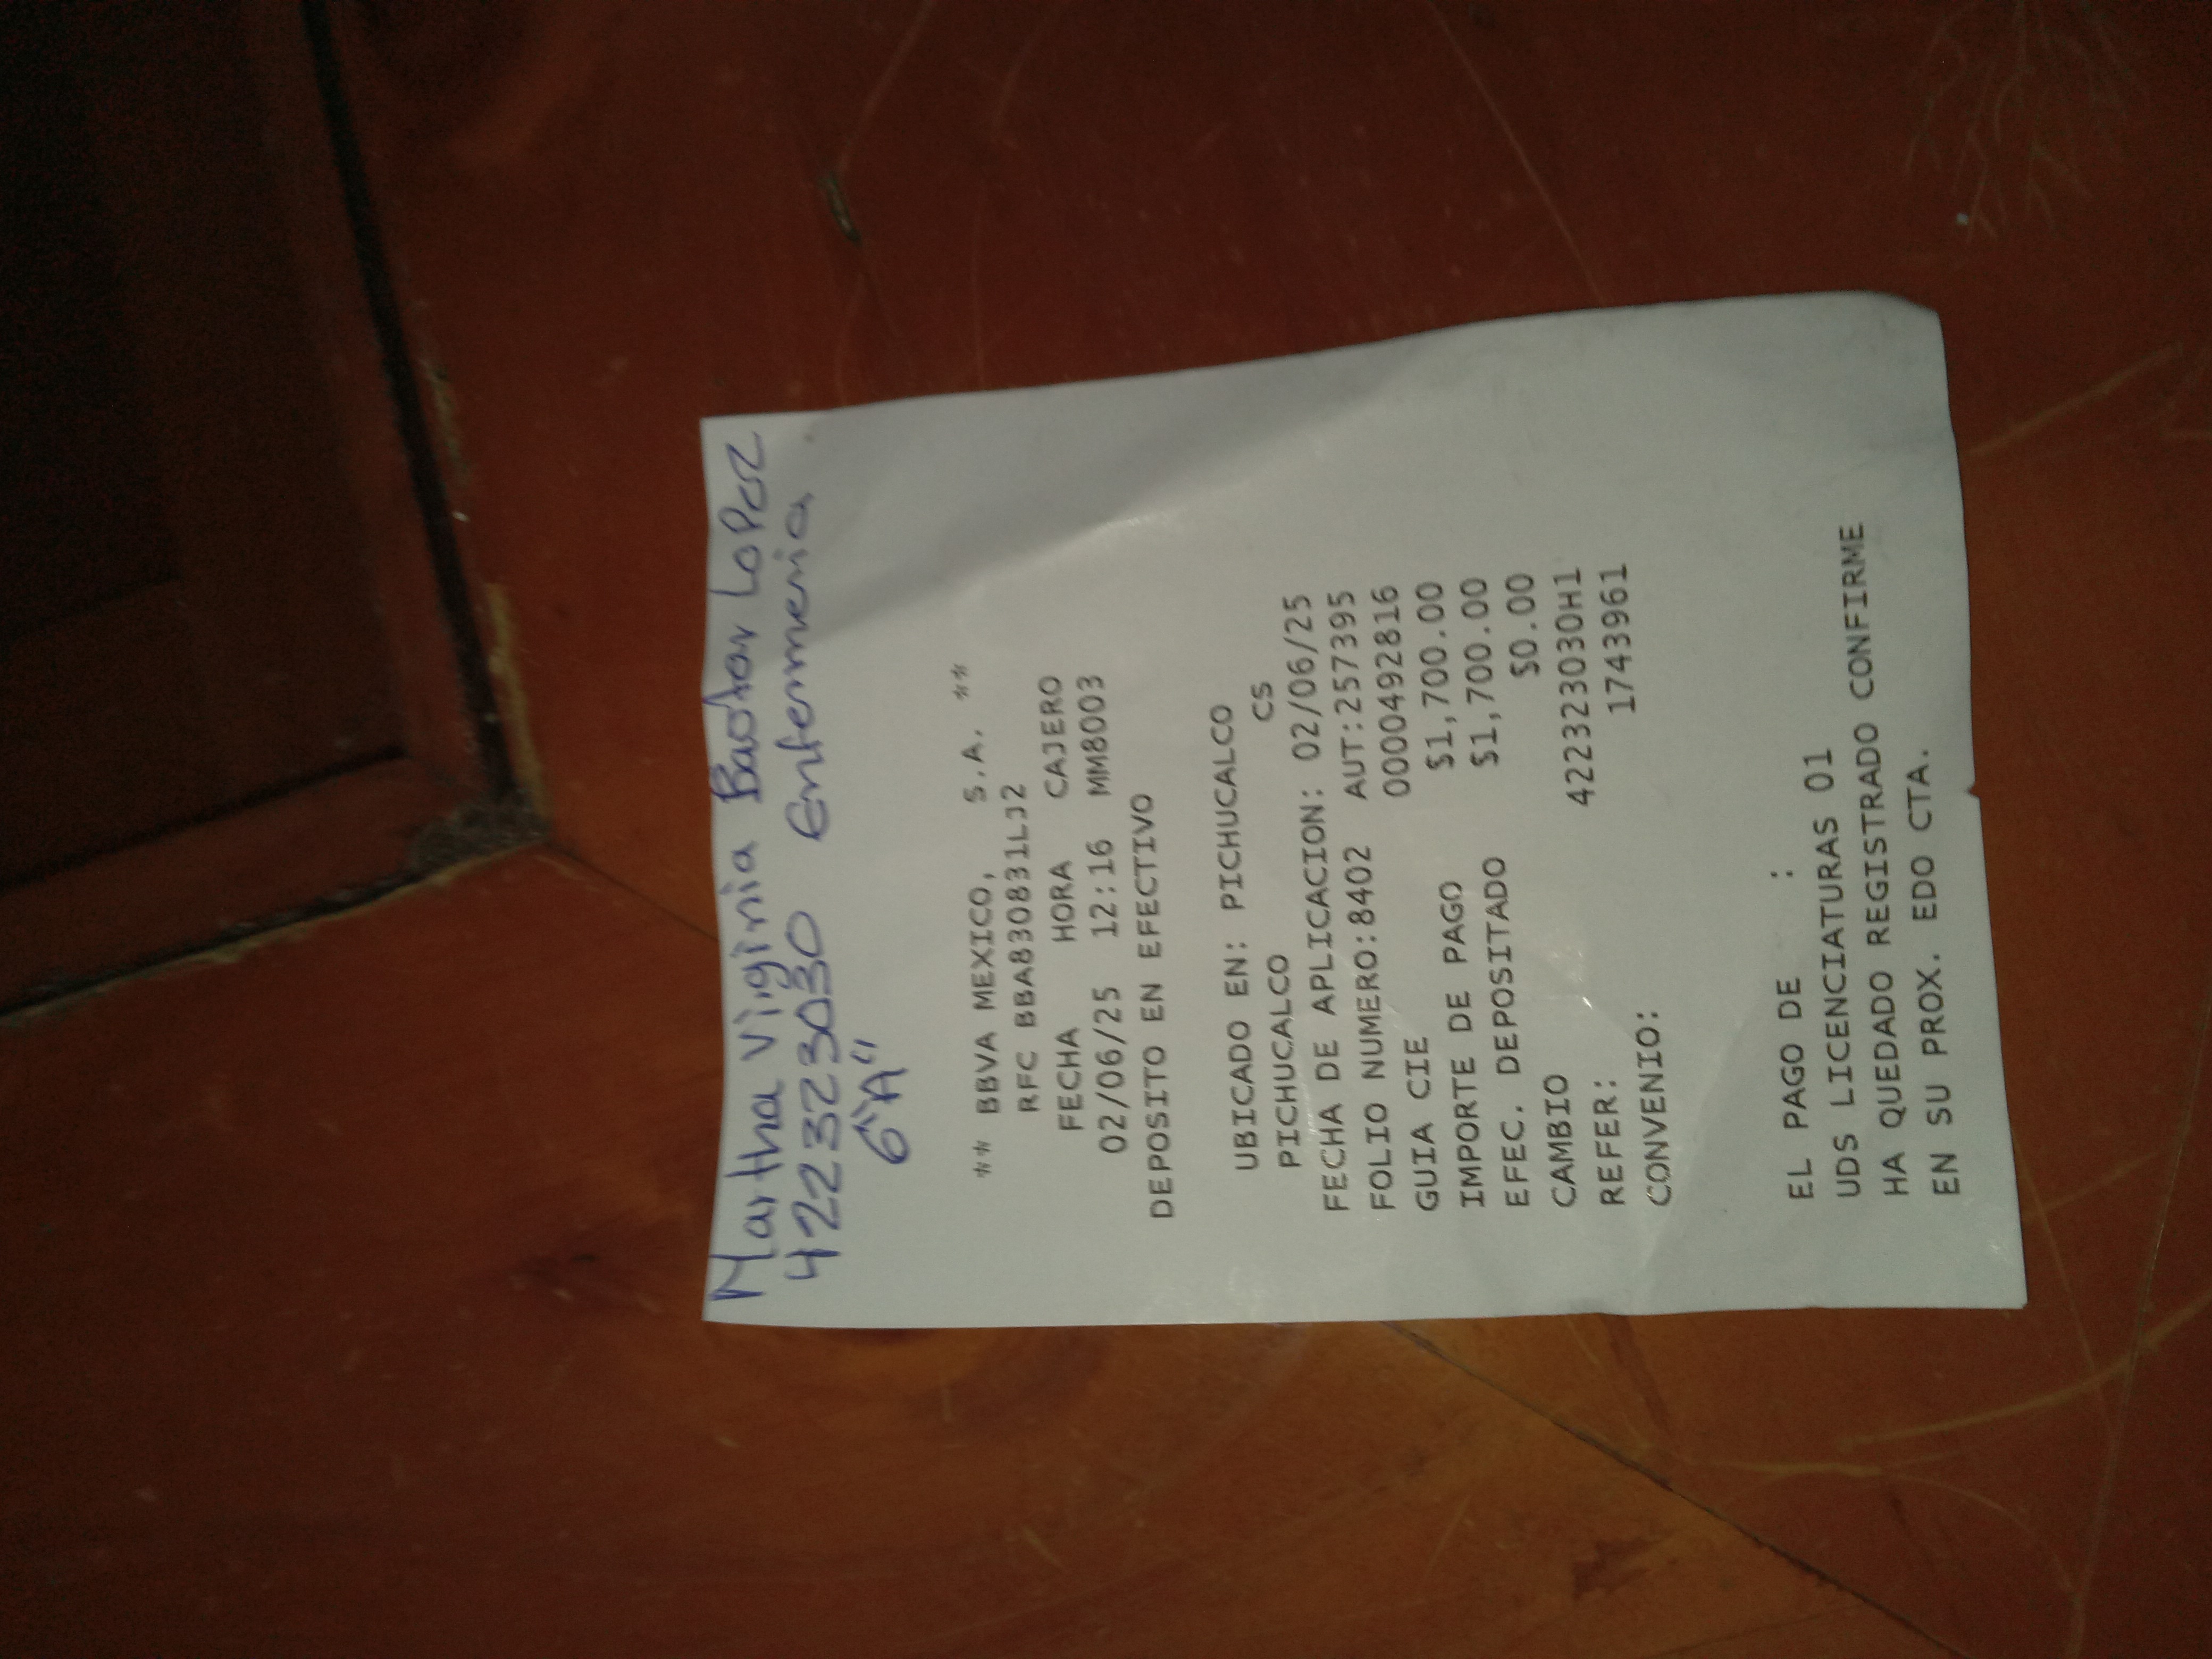 Martha Viginia Bautar LoPez
422323030 Enfermeria
6"A"
** BBVA MEXICO, S.A. **
RFC BBA830831LJ2
FECHA HORA CAJERO
02/06/25 12:16 MM8003
DEPOSITO EN EFECTIVO
UBICADO EN: PICHUCALCO
PICHUCALCO CS
FECHA DE APLICACION: 02/06/25
FOLIO NUMERO:8402 AUT:257395
GUIA CIE 0000492816
IMPORTE DE PAGO $1,700.00
EFEC. DEPOSITADO $1,700.00
CAMBIO $0.00
REFER: 422323030H1
CONVENIO: 1743961
EL PAGO DE :
UDS LICENCIATURAS 01
HA QUEDADO REGISTRADO CONFIRME
EN SU PROX. EDO CTA.